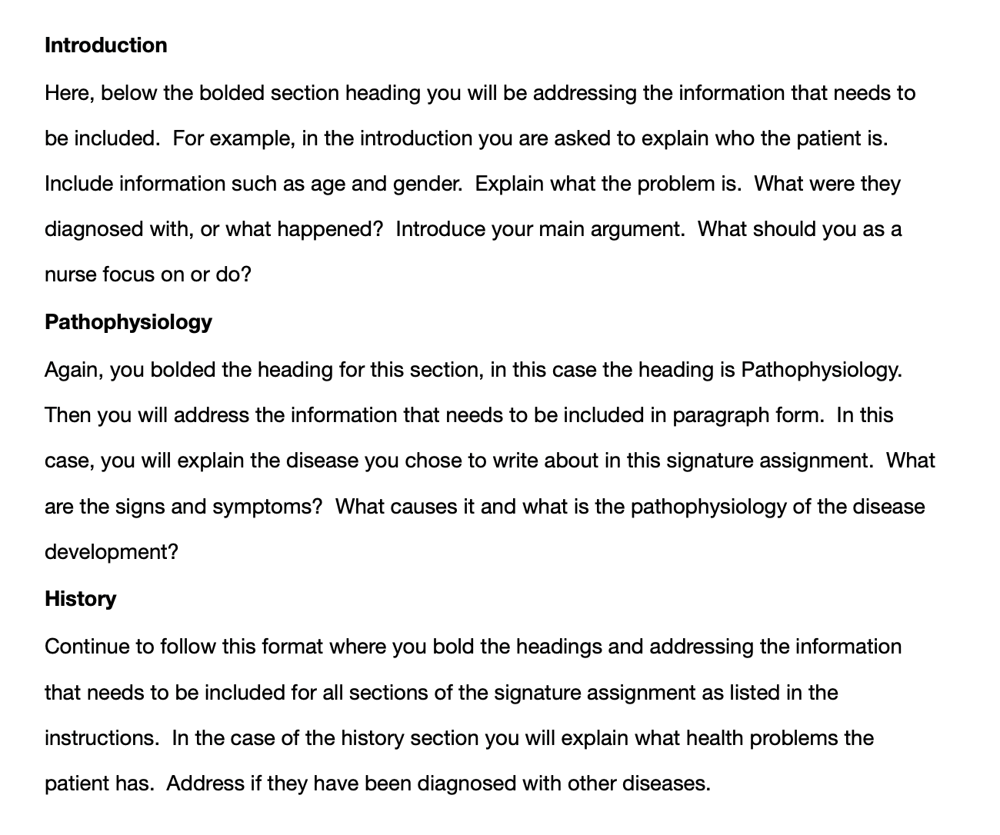 Introduction
Here, below the bolded section heading you will be addressing the information that needs to
be included.  For example, in the introduction you are asked to explain who the patient is.
Include information such as age and gender.  Explain what the problem is.  What were they
diagnosed with, or what happened?  Introduce your main argument.  What should you as a
nurse focus on or do?
Pathophysiology
Again, you bolded the heading for this section, in this case the heading is Pathophysiology.
Then you will address the information that needs to be included in paragraph form.  In this
case, you will explain the disease you chose to write about in this signature assignment.  What
are the signs and symptoms?  What causes it and what is the pathophysiology of the disease
development?
History
Continue to follow this format where you bold the headings and addressing the information
that needs to be included for all sections of the signature assignment as listed in the
instructions.  In the case of the history section you will explain what health problems the
patient has.  Address if they have been diagnosed with other diseases.